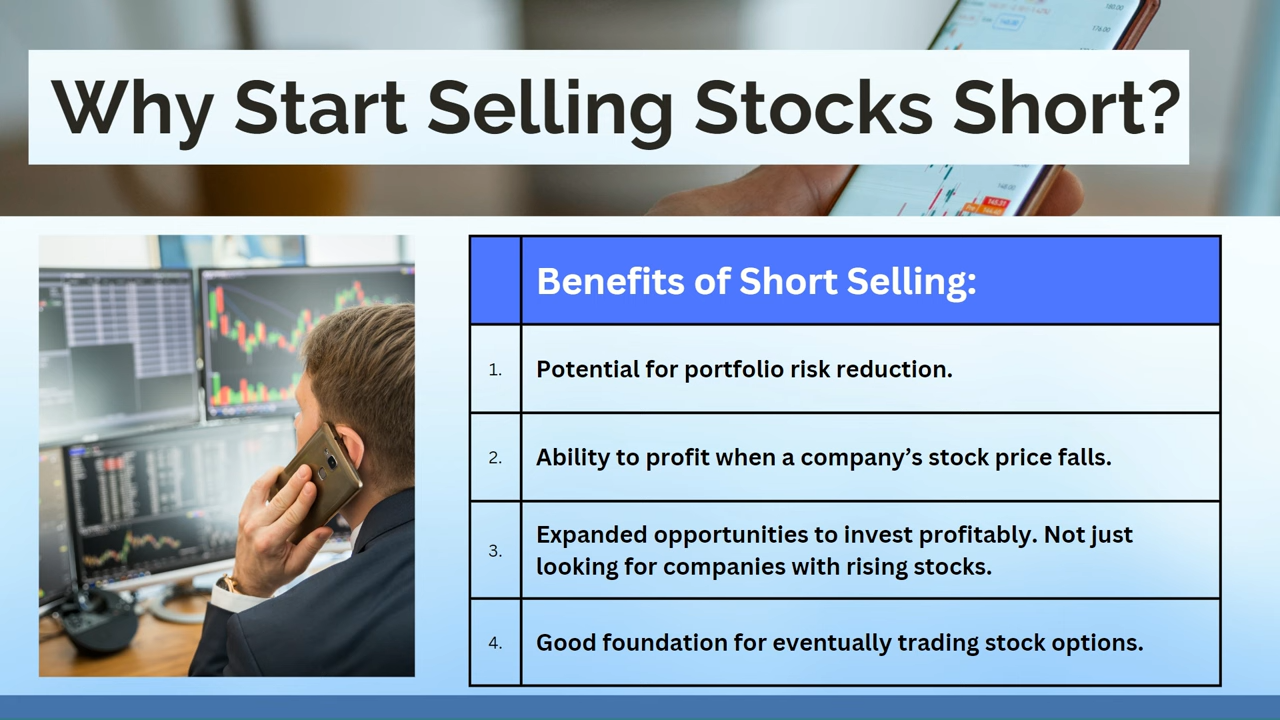 Why Start Selling Stocks Short?
Benefits of Short Selling:
1. Potential for portfolio risk reduction.
2. Ability to profit when a company’s stock price falls.
3. Expanded opportunities to invest profitably. Not just
looking for companies with rising stocks.
4. Good foundation for eventually trading stock options.